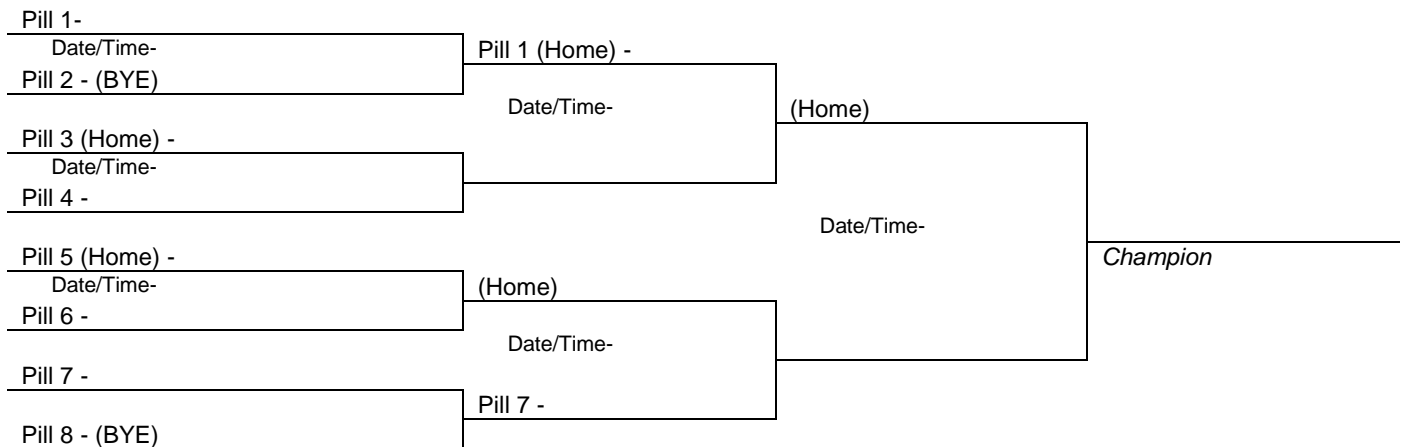 Pill 1-
Date/Time-
Pill 2 - (BYE)
Pill 3 (Home) -
Date/Time-
Pill 4 -
Pill 5 (Home) -
Date/Time-
Pill 6 -
Pill 7 -
Pill 8 - (BYE)
Pill 1 (Home) -
Date/Time-
(Home)
Date/Time-
Pill 7 -
(Home)
Date/Time-
Champion